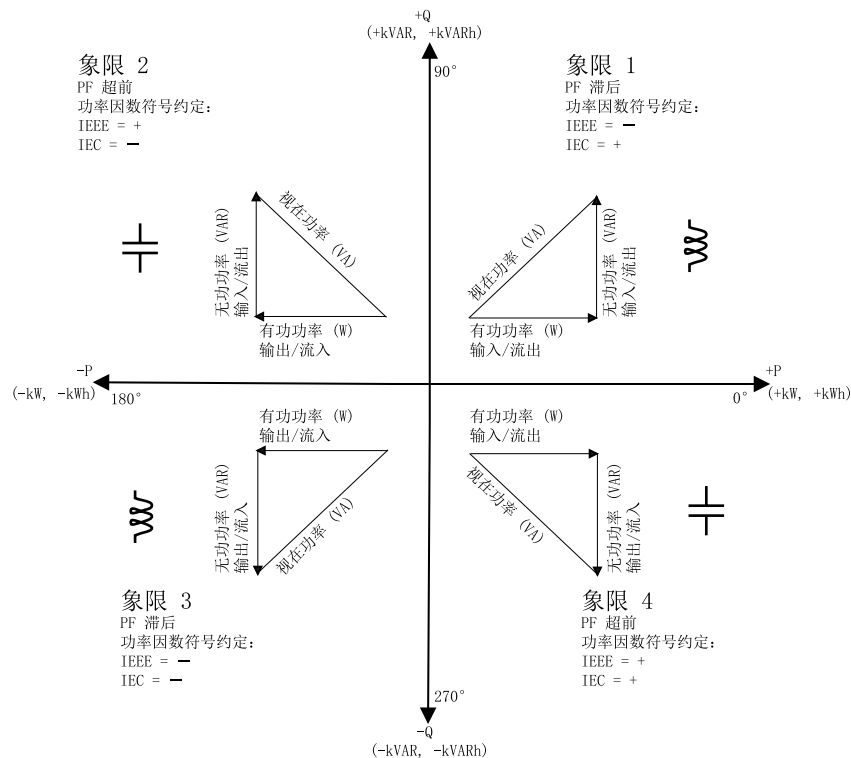 +Q
(+kVAR, +kVARh)
90°
象限 2
PF 超前
功率因数符号约定：
IEEE = +
IEC = −
象限 1
PF 滞后
功率因数符号约定：
IEEE = −
IEC = +
无功功率 (VAR)
输入/流出
视在功率 (VA)
有功功率 (W)
输出/流入
视在功率 (VA)
无功功率 (VAR)
输入/流出
有功功率 (W)
输入/流出
-P
(-kW, -kWh)
180°
+P
(+kW, +kWh)
0°
有功功率 (W)
输出/流入
无功功率 (VAR)
输出/流入
视在功率 (VA)
有功功率 (W)
输入/流出
视在功率 (VA)
无功功率 (VAR)
输出/流入
象限 3
PF 滞后
功率因数符号约定：
IEEE = −
IEC = −
象限 4
PF 超前
功率因数符号约定：
IEEE = +
IEC = +
270°
-Q
(-kVAR, -kVARh)